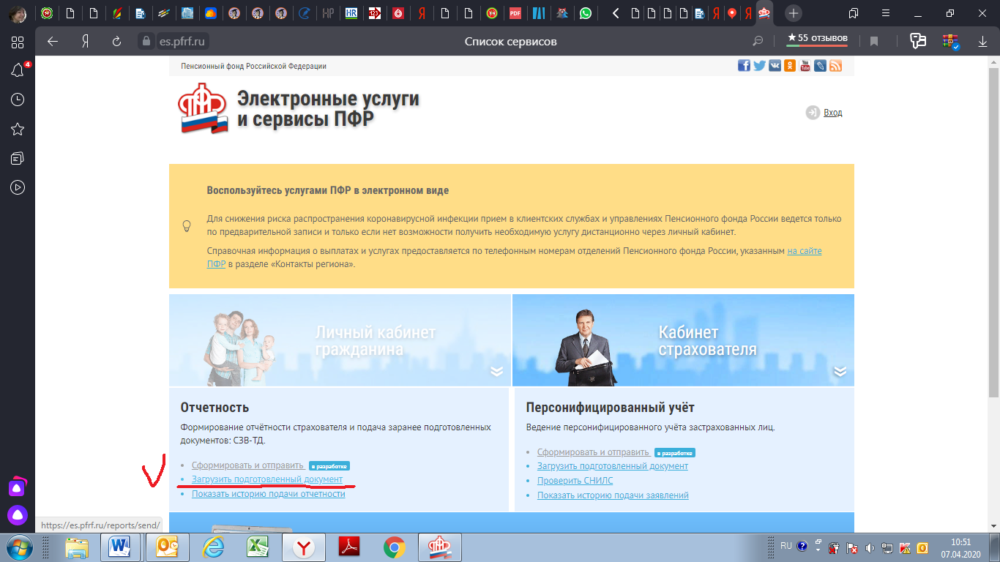 4
HP
HR
123
Я
PDF
Я
Я
Я
es.pfrf.ru
Список сервисов
★55 отзывов
Пенсионный фонд Российской Федерации
Электронные услуги
и сервисы ПФР
Вход
Воспользуйтесь услугами ПФР в электронном виде
Для снижения риска распространения коронавирусной инфекции прием в клиентских службах и управлениях Пенсионного фонда России ведется только
по предварительной записи и только если нет возможности получить необходимую услугу дистанционно через личный кабинет.
Справочная информация о выплатах и услугах предоставляется по телефонным номерам отделений Пенсионного фонда России, указанным на сайте
ПФР в разделе «Контакты региона».
Личный кабинет
гражданина
Кабинет
страхователя
Отчетность
Формирование отчётности страхователя и подача заранее подготовленных
документов: СЗВ-ТД.
Сформировать и отправить в разработке
Загрузить подготовленный документ
Показать историю подачи отчетности
Персонифицированный учёт
Ведение персонифицированного учёта застрахованных лиц.
Сформировать и отправить в разработке
Загрузить подготовленный документ
Проверить СНИЛС
Показать историю подачи заявлений
https://es.pfrf.ru/reports/send/
RU
10:51
07.04.2020